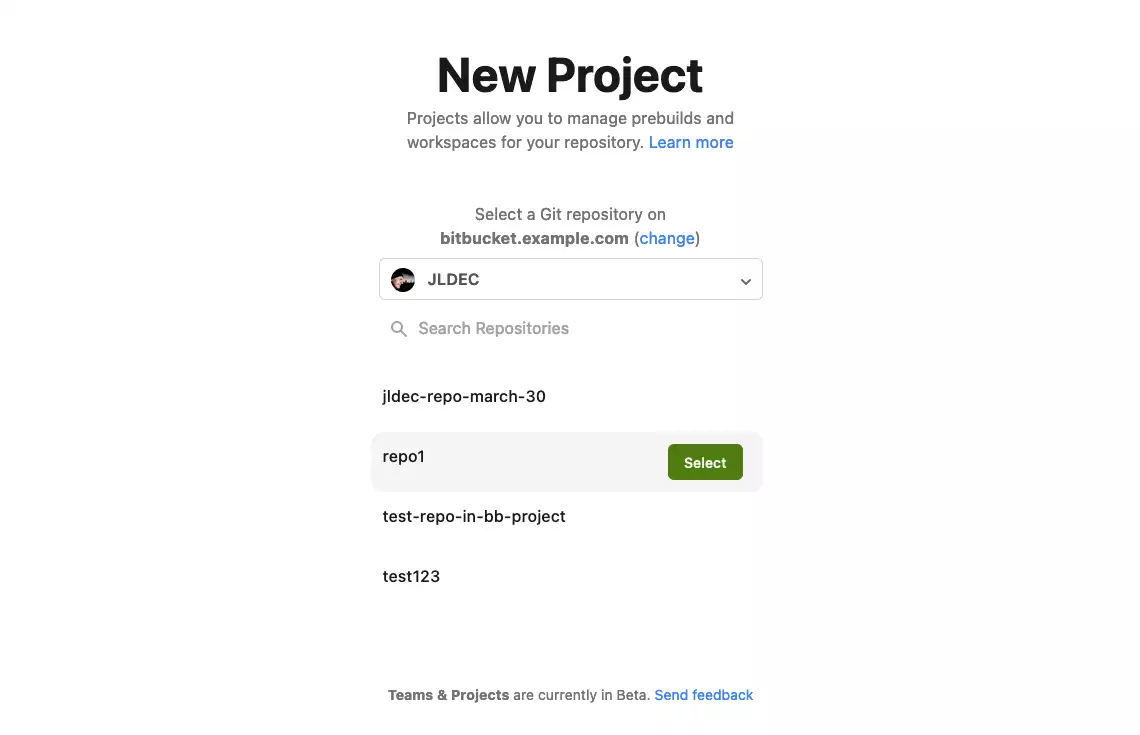 New Project
Projects allow you to manage prebuilds and
workspaces for your repository. Learn more
Select a Git repository on
bitbucket.example.com (change)
JLDEC
Search Repositories
jldec-repo-march-30
repo1
Select
test-repo-in-bb-project
test123
Teams & Projects are currently in Beta. Send feedback